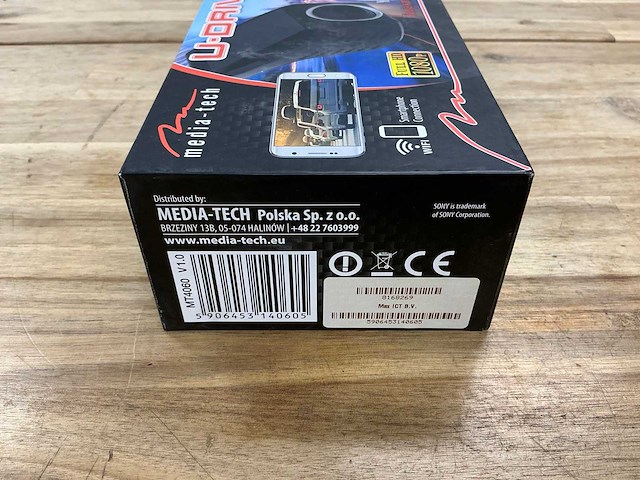 media-tech
FULL HD
1080p
Smartphone
Connection
WiFi
Distributed by:
MEDIA-TECH Polska Sp. z o.o.
BRZEZINY 13B, 05-074 HALINÓW | +48 22 7603999
www.media-tech.eu
SONY is trademark
of SONY Corporation.
MT4060 V1.0
5 906453 140605
CE
8168269
Max ICT B.V.
5906453140605